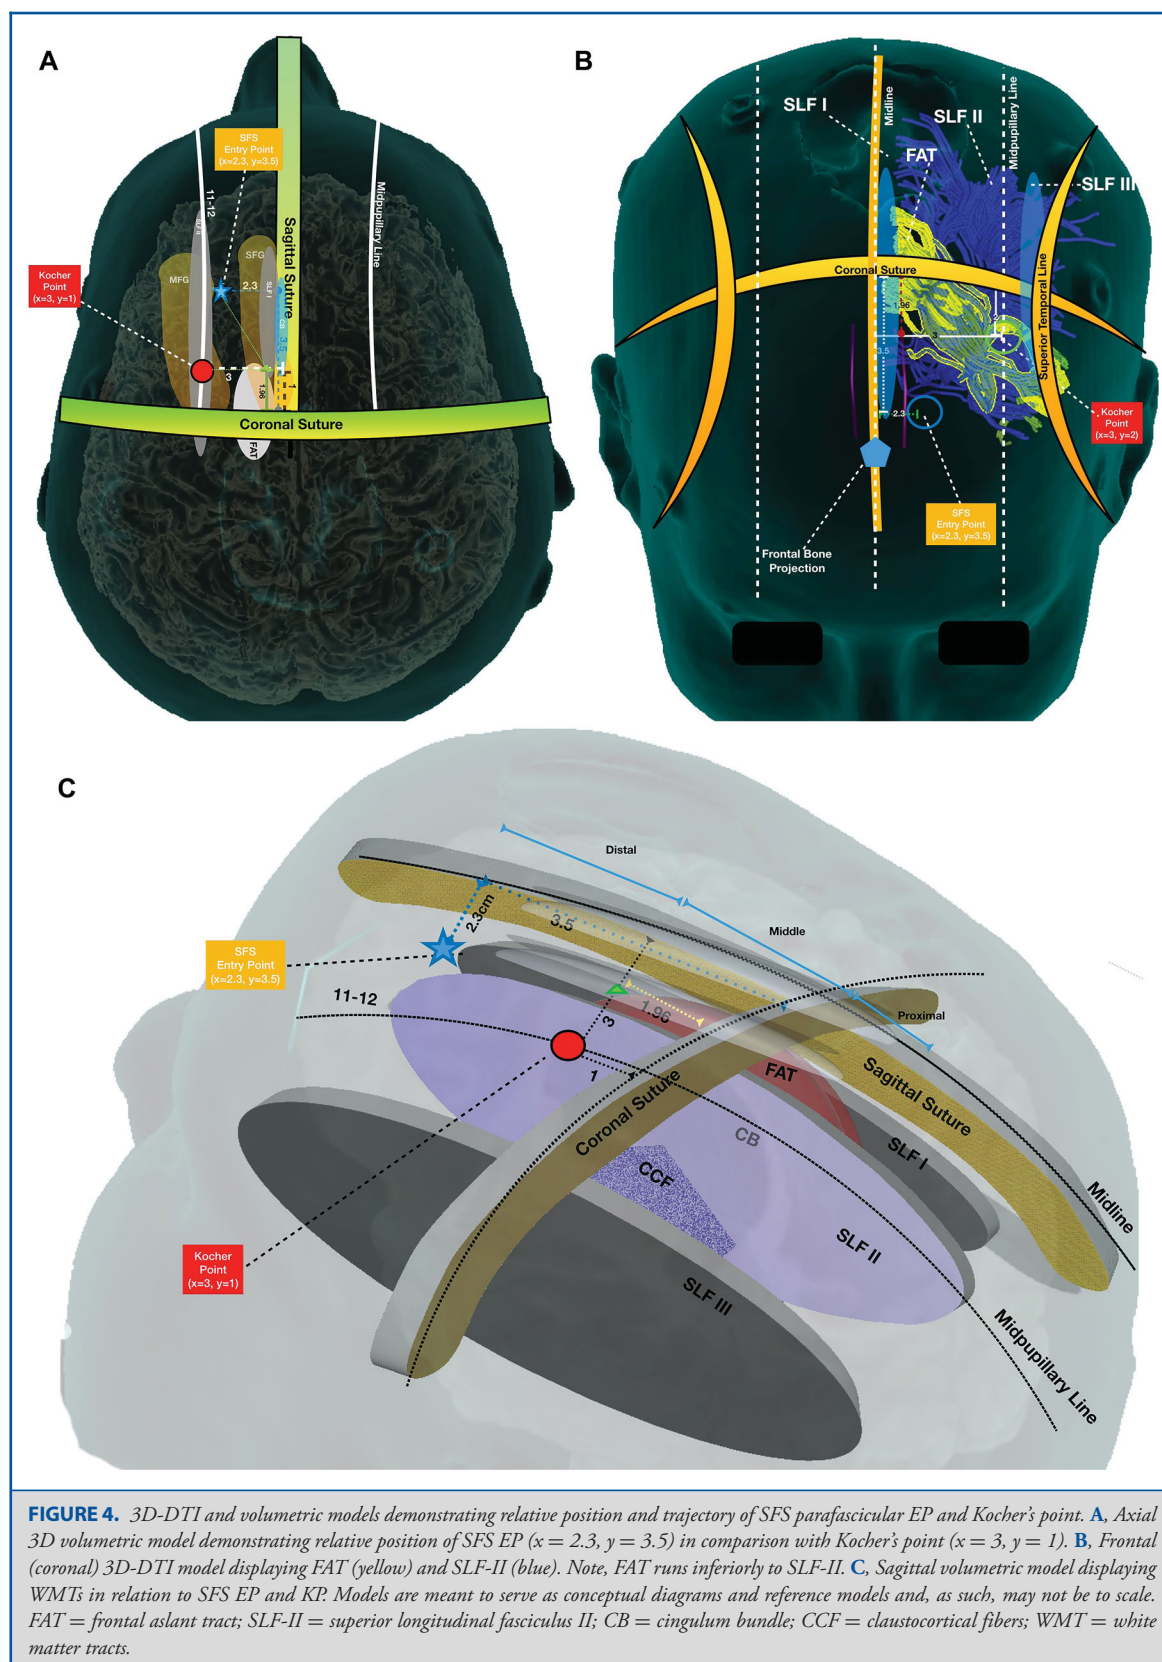 A
SFS
Entry Point
(x=2.3, y=3.5)
11-12
SLF II
Midpupillary Line
Sagittal Suture
Kocher
Point
(x=3, y=1)
MFG
SFG
2.3
SLF I
CB
3.5
3
1.96
1
Coronal Suture
FAT
B
SLF I
Midline
SLF II
Midpupillary Line
FAT
SLF III
Coronal Suture
1.96
2
3
3.5
Superior Temporal Line
2.3
Kocher
Point
(x=3, y=2)
SFS
Entry Point
(x=2.3, y=3.5)
Frontal Bone
Projection
C
Distal
2.3cm
3.5
Middle
SFS
Entry Point
(x=2.3, y=3.5)
11-12
1.96
3
Proximal
1
FAT
Sagittal Suture
Coronal Suture
CB
SLF I
CCF
Midline
SLF II
Kocher
Point
(x=3, y=1)
SLF III
Midpupillary Line
FIGURE 4. 3D-DTI and volumetric models demonstrating relative position and trajectory of SFS parafascicular EP and Kocher's point. A, Axial
3D volumetric model demonstrating relative position of SFS EP (x = 2.3, y = 3.5) in comparison with Kocher's point (x = 3, y = 1). B, Frontal
(coronal) 3D-DTI model displaying FAT (yellow) and SLF-II (blue). Note, FAT runs inferiorly to SLF-II. C, Sagittal volumetric model displaying
WMTs in relation to SFS EP and KP. Models are meant to serve as conceptual diagrams and reference models and, as such, may not be to scale.
FAT = frontal aslant tract; SLF-II = superior longitudinal fasciculus II; CB = cingulum bundle; CCF = claustocortical fibers; WMT = white
matter tracts.